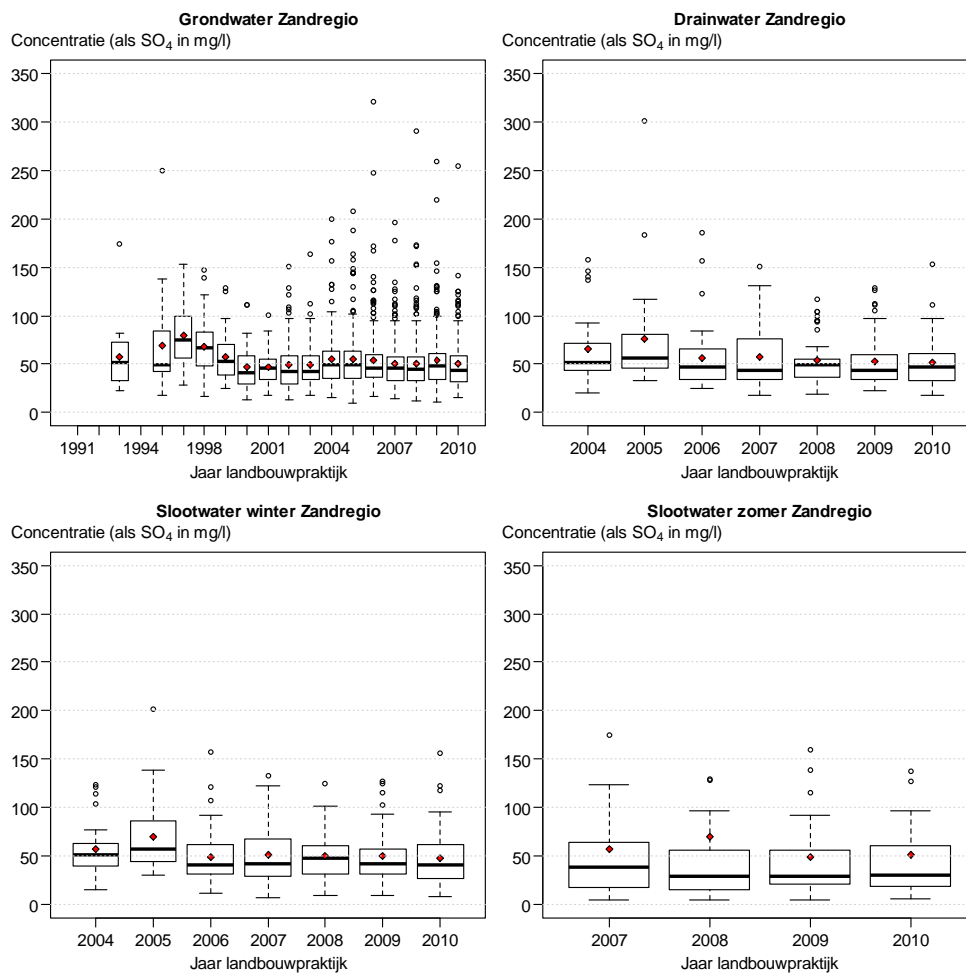 Grondwater Zandregio
Concentratie (als SO₄ in mg/l)
350
300
250
200
150
100
50
0
1991 1994 1998 2001 2004 2007 2010
Jaar landbouwpraktijk
Drainwater Zandregio
Concentratie (als SO₄ in mg/l)
350
300
250
200
150
100
50
0
2004 2005 2006 2007 2008 2009 2010
Jaar landbouwpraktijk
Slootwater winter Zandregio
Concentratie (als SO₄ in mg/l)
350
300
250
200
150
100
50
0
2004 2005 2006 2007 2008 2009 2010
Jaar landbouwpraktijk
Slootwater zomer Zandregio
Concentratie (als SO₄ in mg/l)
350
300
250
200
150
100
50
0
2007 2008 2009 2010
Jaar landbouwpraktijk